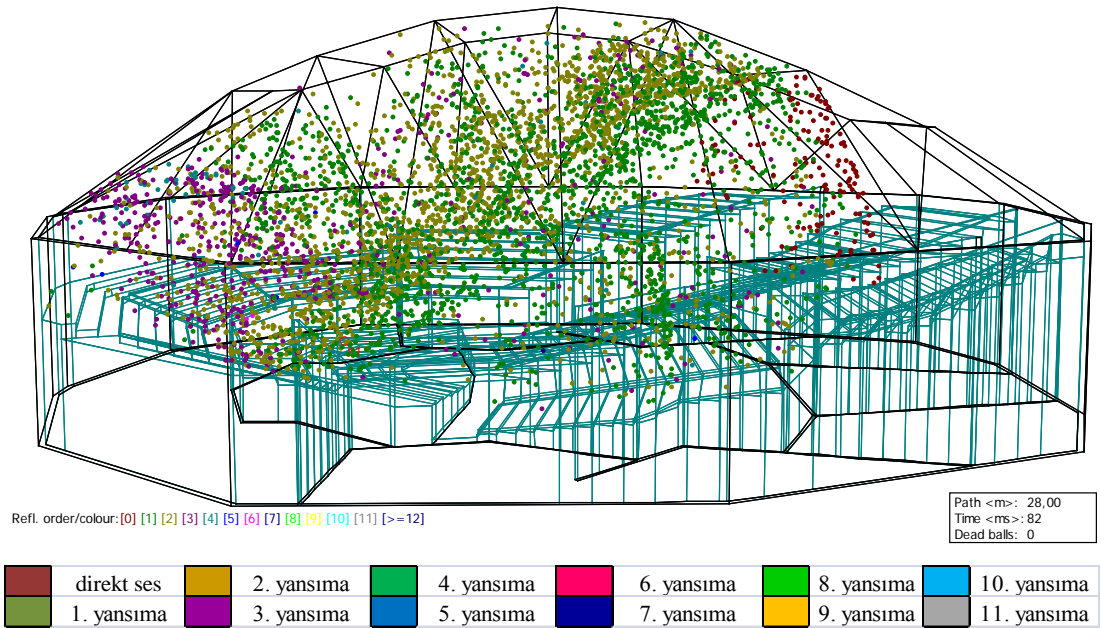 Refl. order/colour:[0] [1] [2] [3] [4] [5] [6] [7] [8] [9] [10] [11] [>=12]
Path <m>: 28,00
Time <ms>: 82
Dead balls: 0
direkt ses 2. yansıma 4. yansıma 6. yansıma 8. yansıma 10. yansıma
1. yansıma 3. yansıma 5. yansıma 7. yansıma 9. yansıma 11. yansıma